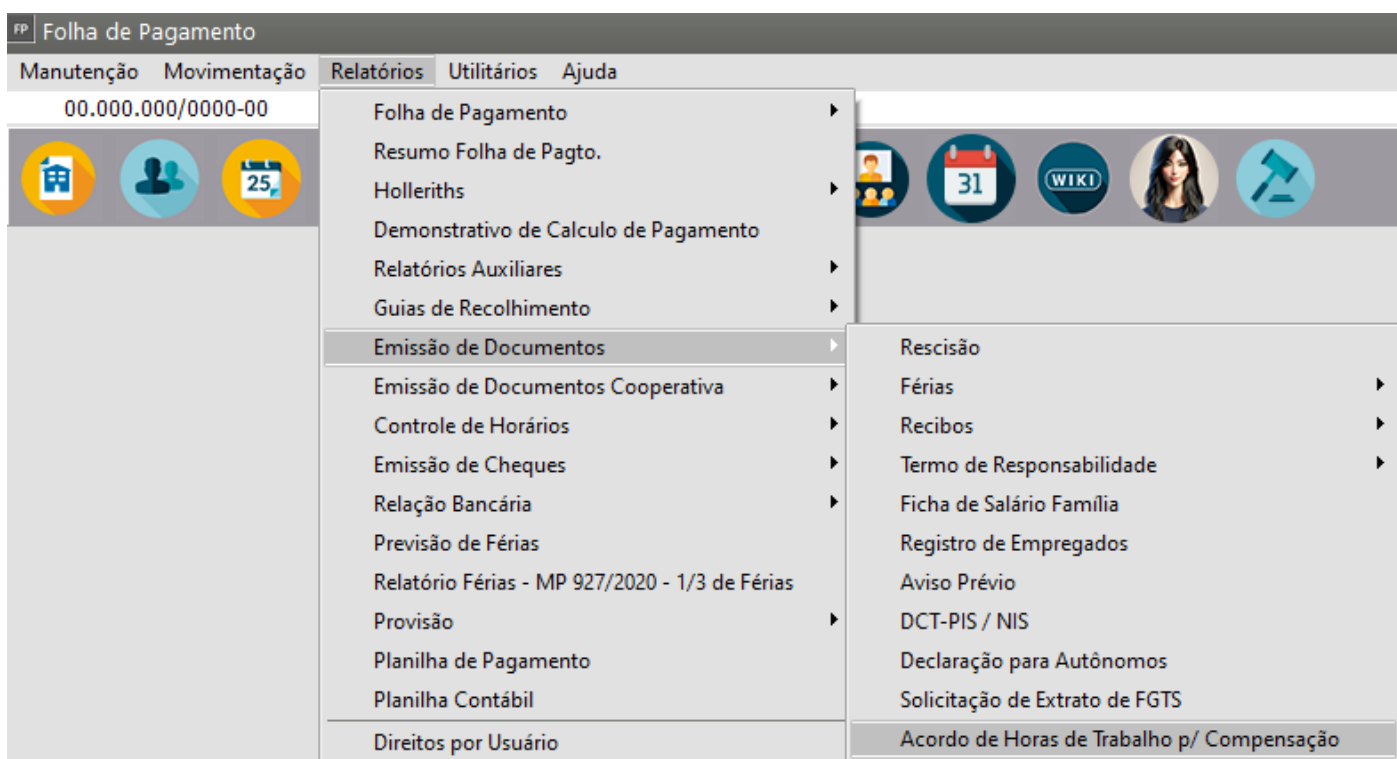 FP Folha de Pagamento
Manutenção Movimentação Relatórios Utilitários Ajuda
00.000.000/0000-00
25
31
WIKI
Folha de Pagamento
Resumo Folha de Pagto.
Holleriths
Demonstrativo de Calculo de Pagamento
Relatórios Auxiliares
Guias de Recolhimento
Emissão de Documentos
Emissão de Documentos Cooperativa
Controle de Horários
Emissão de Cheques
Relação Bancária
Previsão de Férias
Relatório Férias - MP 927/2020 - 1/3 de Férias
Provisão
Planilha de Pagamento
Planilha Contábil
Direitos por Usuário
Rescisão
Férias
Recibos
Termo de Responsabilidade
Ficha de Salário Família
Registro de Empregados
Aviso Prévio
DCT-PIS / NIS
Declaração para Autônomos
Solicitação de Extrato de FGTS
Acordo de Horas de Trabalho p/ Compensação